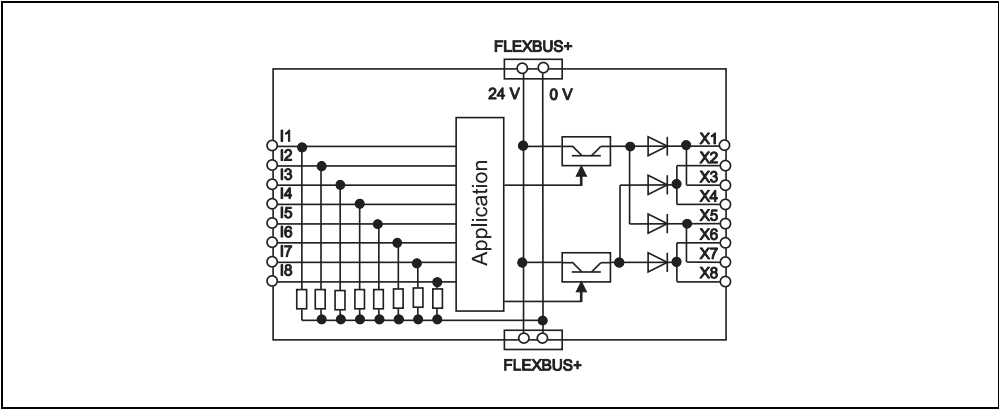 FLEXBUS+
24 V
0 V
I1
I2
I3
I4
I5
I6
I7
I8
Application
X1
X2
X3
X4
X5
X6
X7
X8
FLEXBUS+